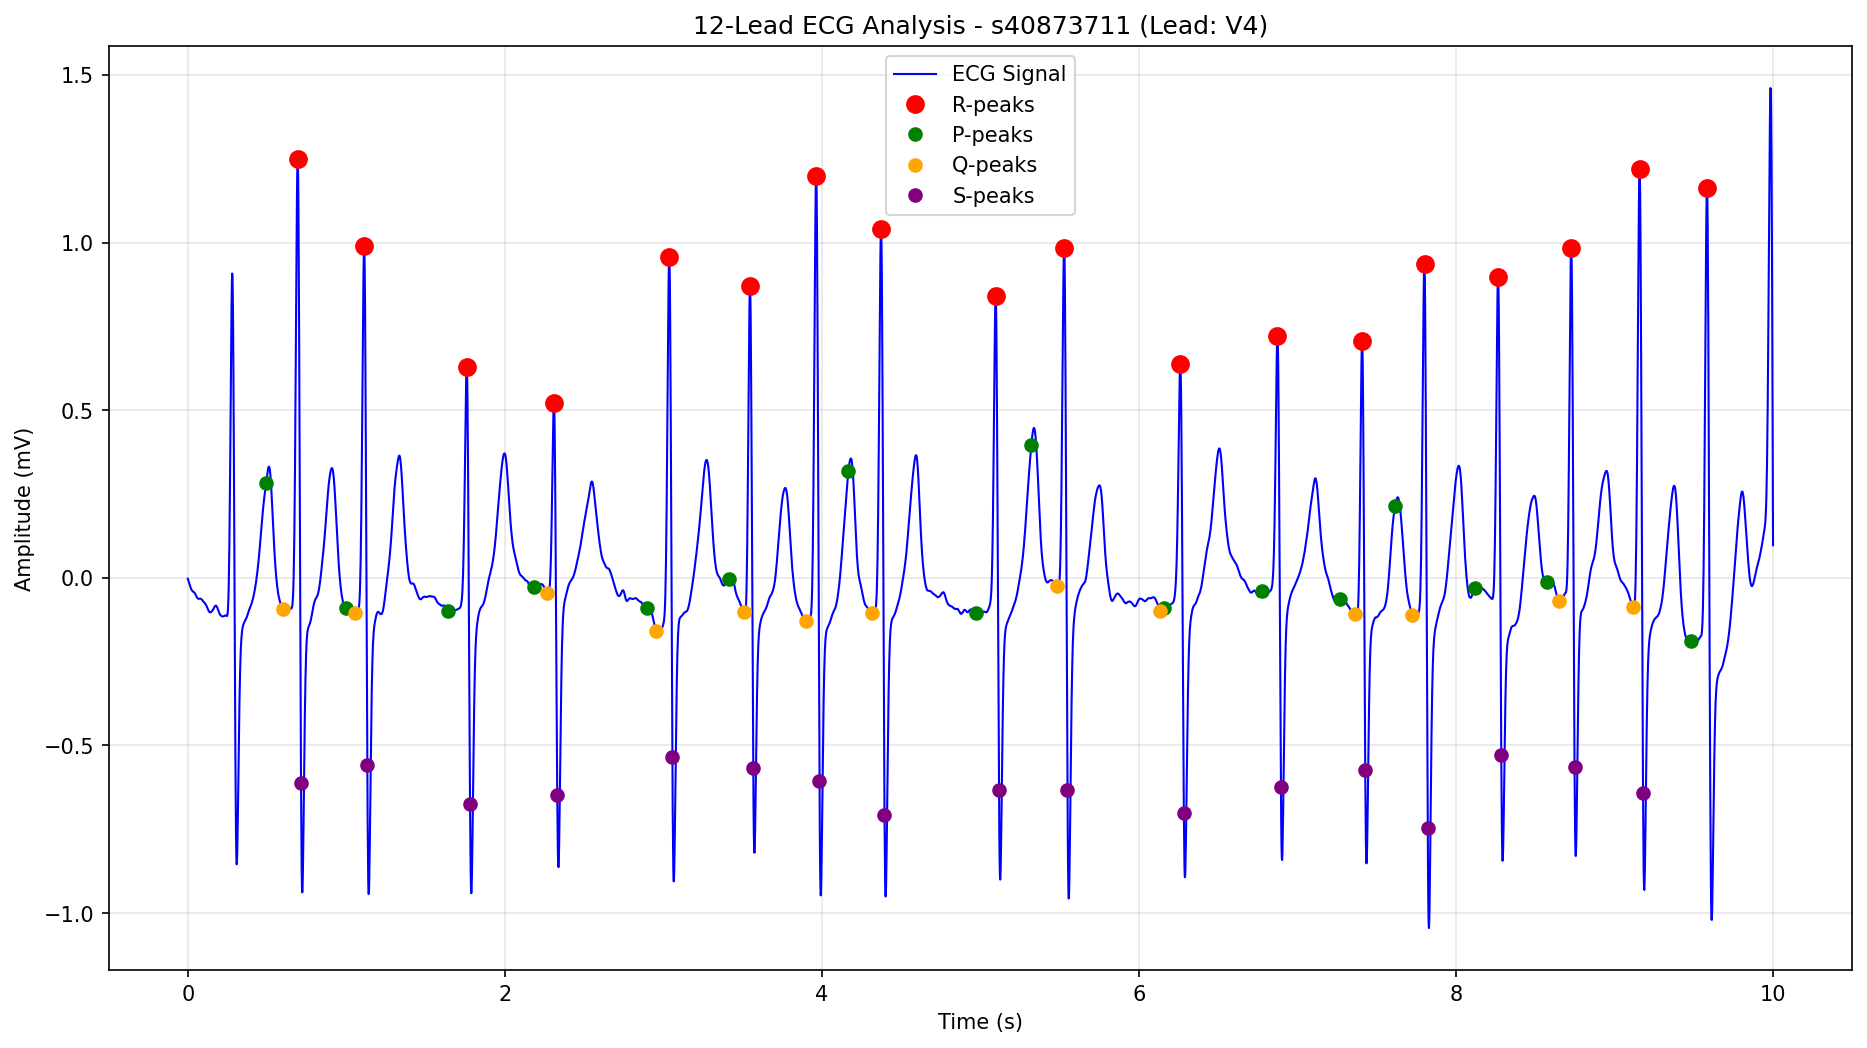 12-Lead ECG Analysis - s40873711 (Lead: V4)
ECG Signal
R-peaks
P-peaks
Q-peaks
S-peaks
Amplitude (mV)
1.5
1.0
0.5
0.0
−0.5
−1.0
0 2 4 6 8 10
Time (s)